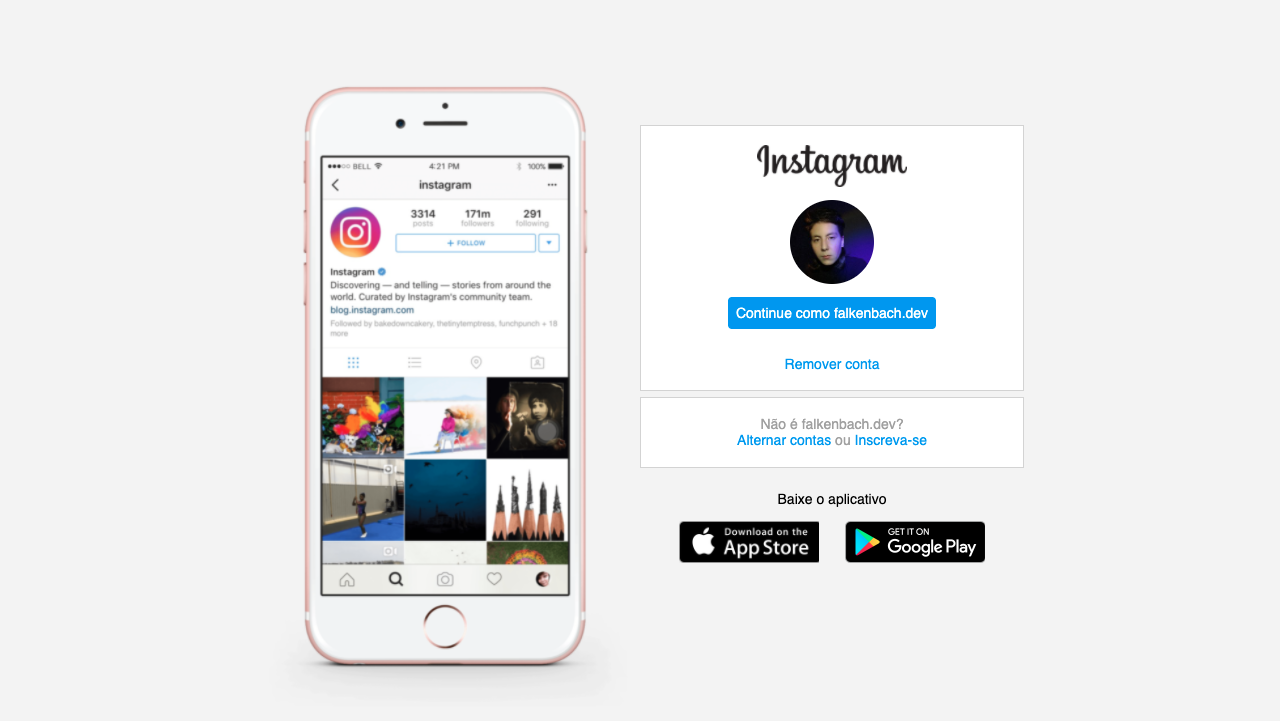 BELL 4:21 PM 100%
instagram
3314 171m 291
posts followers following
+ FOLLOW
Instagram
Discovering — and telling — stories from around the
world. Curated by Instagram's community team.
blog.instagram.com
Followed by bakedowncakery, thetinytemptress, funchpunch + 18
more
Instagram
Continue como falkenbach.dev
Remover conta
Não é falkenbach.dev?
Alternar contas ou Inscreva-se
Baixe o aplicativo
Download on the
App Store
GET IT ON
Google Play